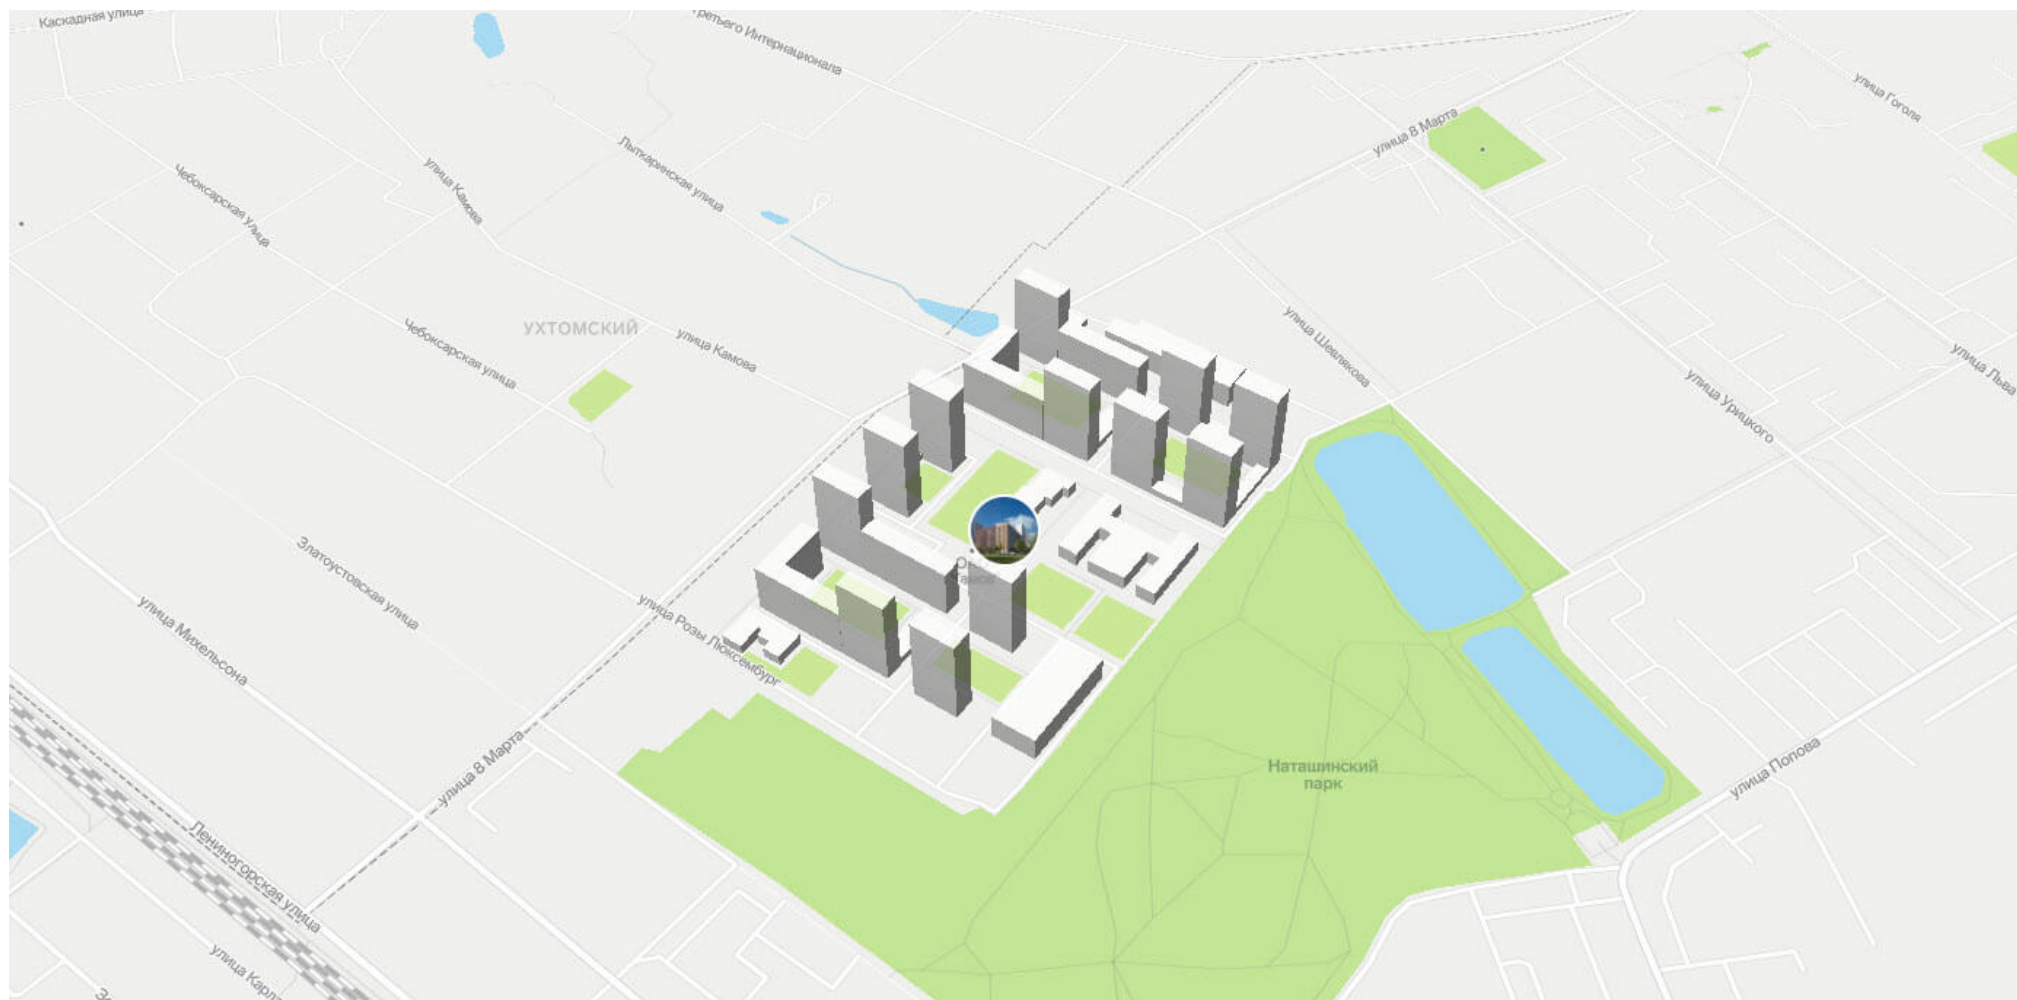 Каскадная улица
Третьего Интернационала
улица Гоголя
улица 8 Марта
Лыткаринская улица
улица Камова
Чебоксарская улица
УХТОМСКИЙ
улица Камова
Чебоксарская улица
улица Шевлякова
улица Урицкого
улица Льва
Златоустовская улица
улица Розы Люксембург
улица Михельсона
улица 8 Марта
Наташинский
парк
улица Попова
Лениногорская улица
улица Карла